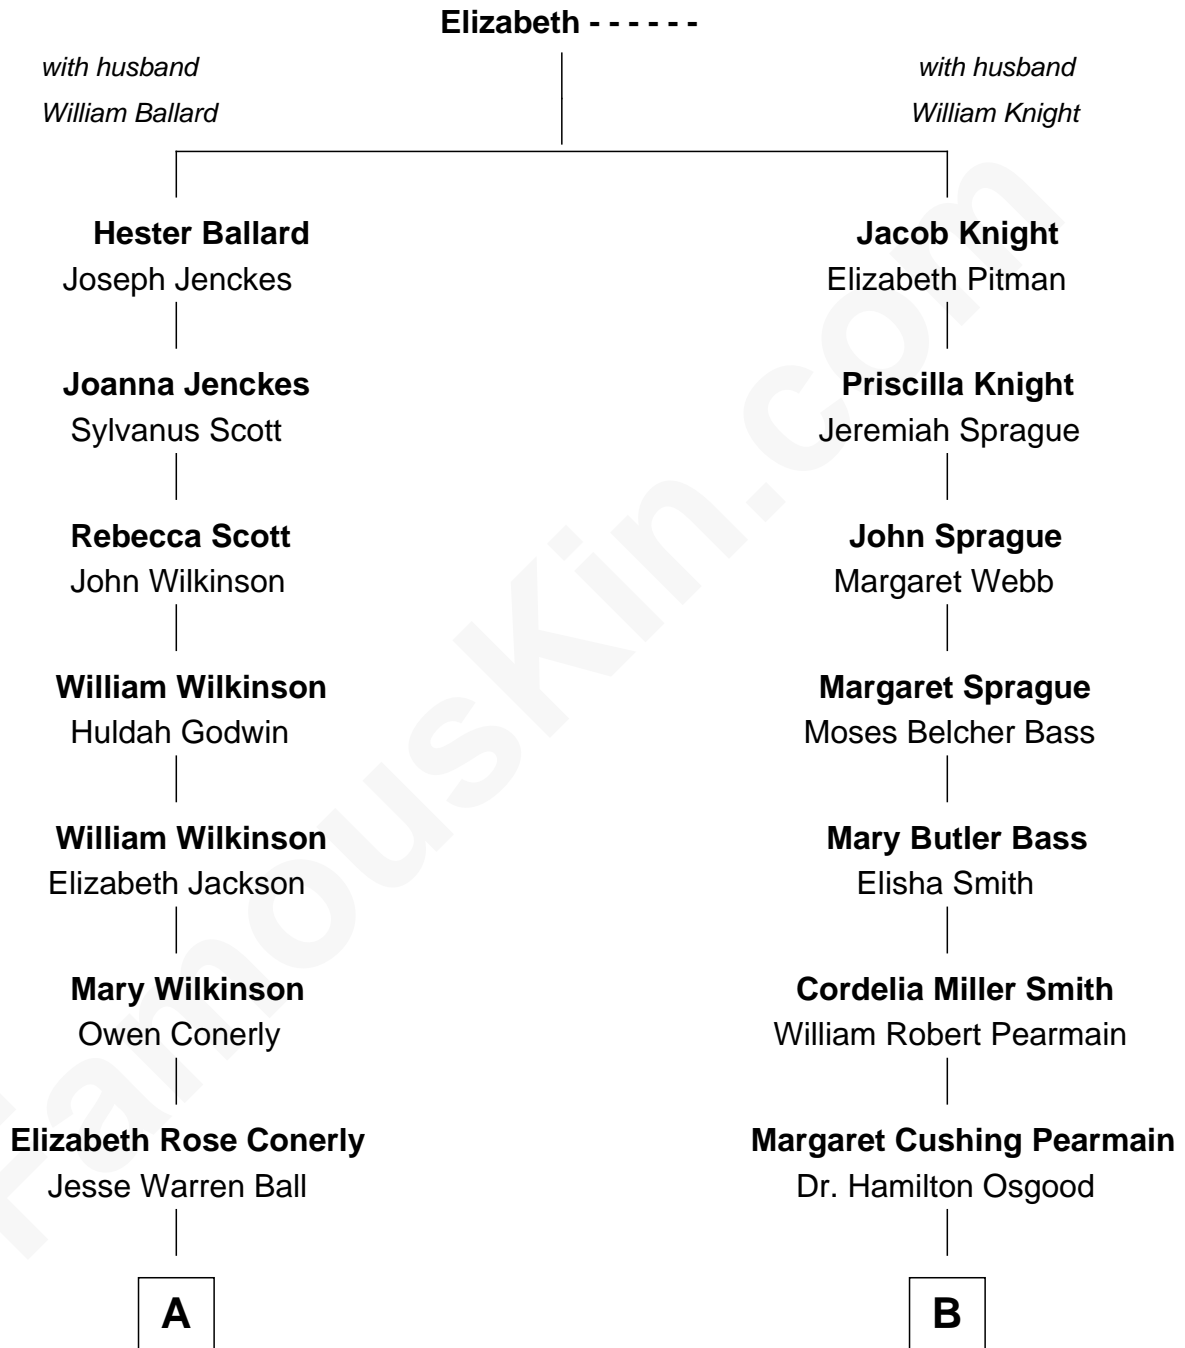 Elizabeth - - - - - -
with husband
William Ballard
with husband
William Knight
Hester Ballard
Joseph Jenckes
Jacob Knight
Elizabeth Pitman
Joanna Jenckes
Sylvanus Scott
Priscilla Knight
Jeremiah Sprague
Rebecca Scott
John Wilkinson
John Sprague
Margaret Webb
William Wilkinson
Huldah Godwin
Margaret Sprague
Moses Belcher Bass
William Wilkinson
Elizabeth Jackson
Mary Butler Bass
Elisha Smith
Mary Wilkinson
Owen Conerly
Cordelia Miller Smith
William Robert Pearmain
Elizabeth Rose Conerly
Jesse Warren Ball
Margaret Cushing Pearmain
Dr. Hamilton Osgood
A
B
FamousKin.com